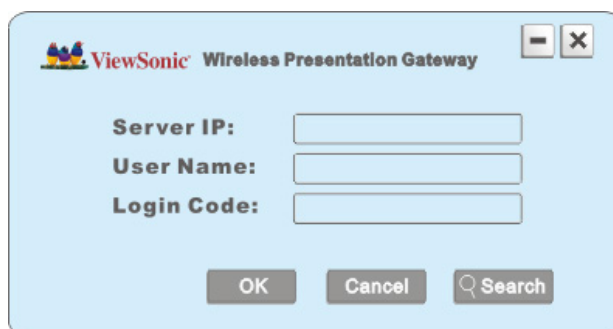 ViewSonic Wireless Presentation Gateway
Server IP:
User Name:
Login Code:
OK Cancel Search